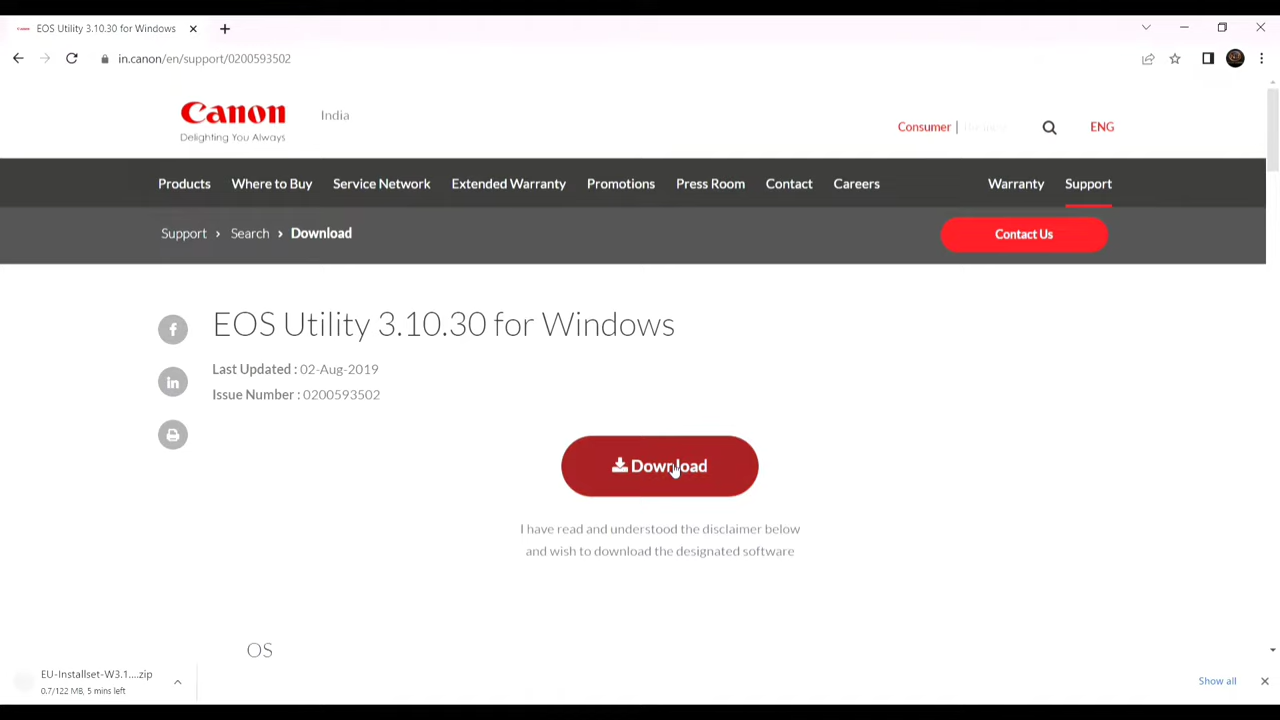 EOS Utility 3.10.30 for Windows
in.canon/en/support/0200593502
Canon
Delighting You Always
India
Consumer |
ENG
Products Where to Buy Service Network Extended Warranty Promotions Press Room Contact Careers Warranty Support
Support › Search › Download
Contact Us
EOS Utility 3.10.30 for Windows
Last Updated : 02-Aug-2019
Issue Number : 0200593502
Download
I have read and understood the disclaimer below
and wish to download the designated software
OS
EU-Installset-W3.1....zip
0.7/122 MB, 5 mins left
Show all